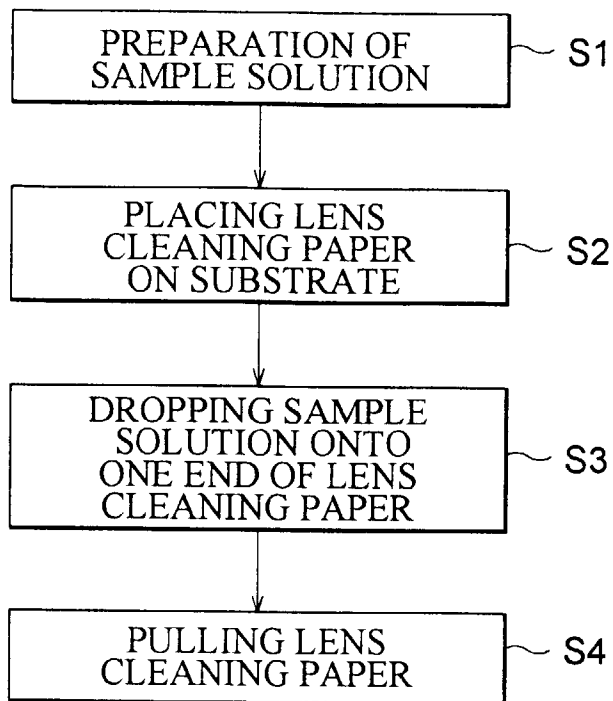 PREPARATION OF
SAMPLE SOLUTION
S1
PLACING LENS
CLEANING PAPER
ON SUBSTRATE
S2
DROPPING SAMPLE
SOLUTION ONTO
ONE END OF LENS
CLEANING PAPER
S3
PULLING LENS
CLEANING PAPER
S4